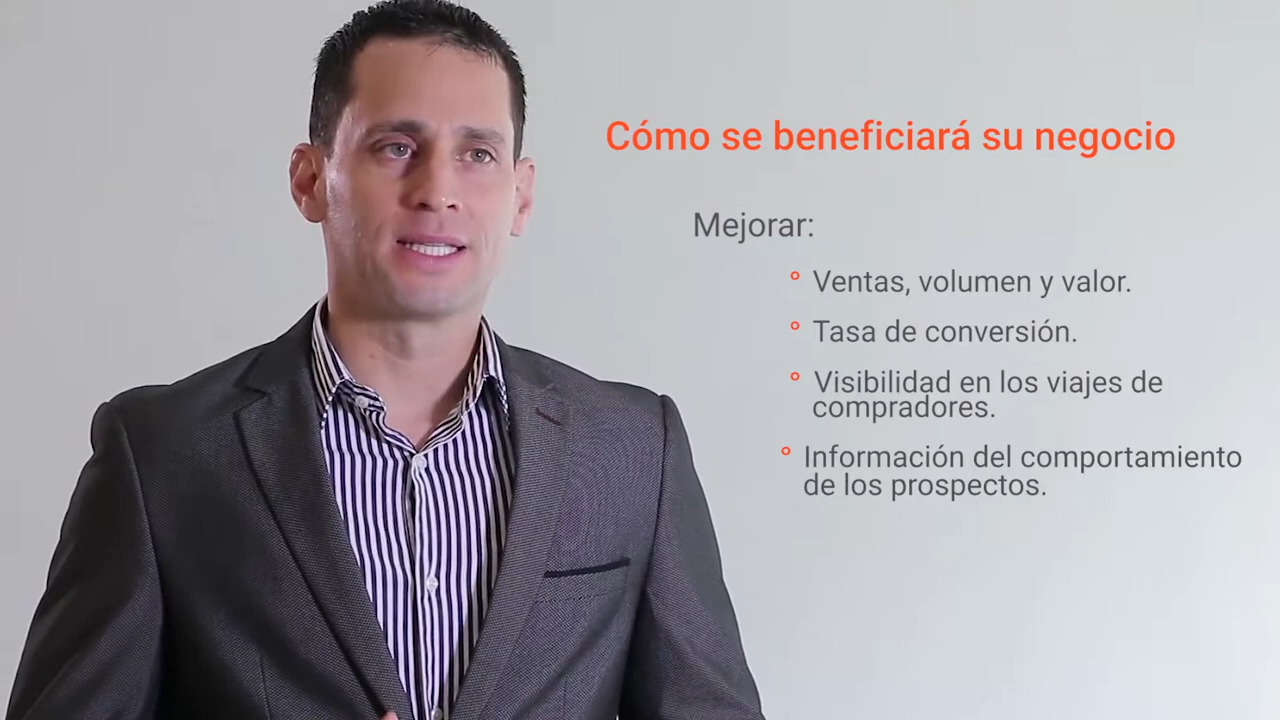 Cómo se beneficiará su negocio
Mejorar:
° Ventas, volumen y valor.
° Tasa de conversión.
° Visibilidad en los viajes de
compradores.
° Información del comportamiento
de los prospectos.